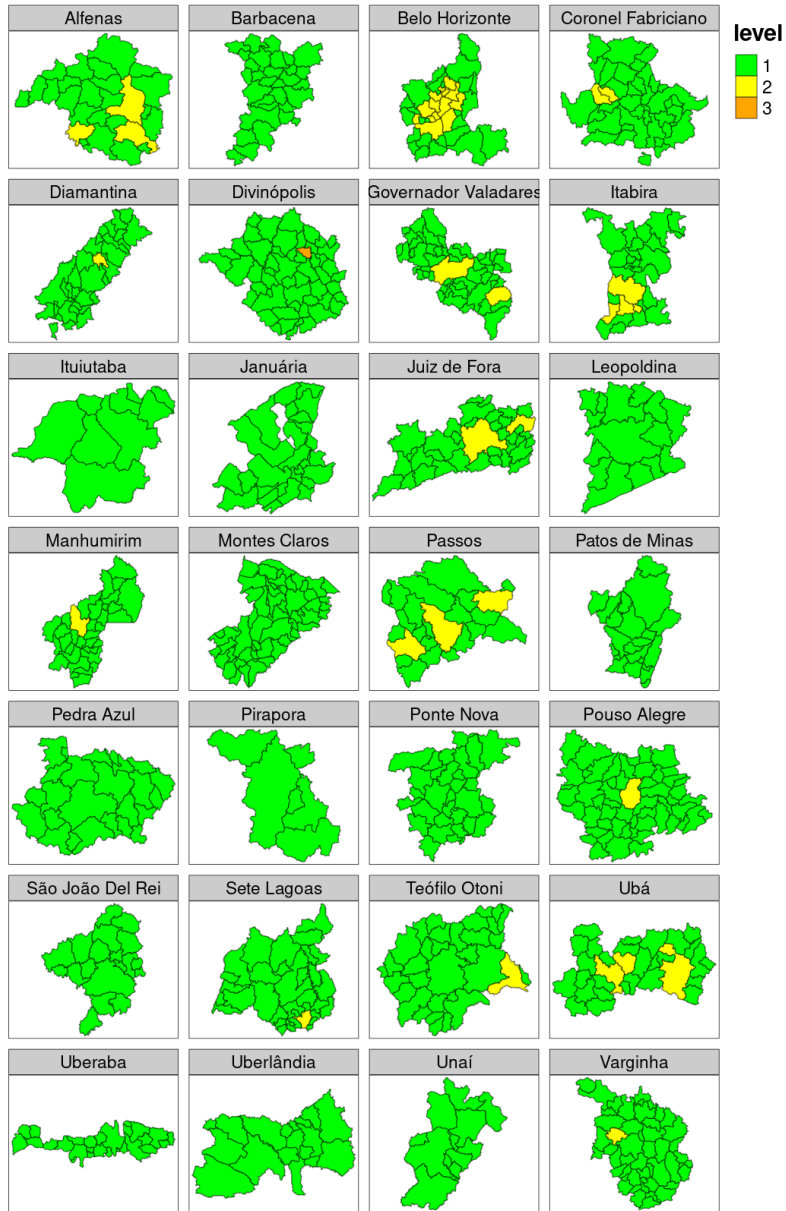 Alfenas
Barbacena
Belo Horizonte
Coronel Fabriciano
level
1
2
3
Diamantina
Divinópolis
Governador Valadares
Itabira
Ituiutaba
Januária
Juiz de Fora
Leopoldina
Manhumirim
Montes Claros
Passos
Patos de Minas
Pedra Azul
Pirapora
Ponte Nova
Pouso Alegre
São João Del Rei
Sete Lagoas
Teófilo Otoni
Ubá
Uberaba
Uberlândia
Unaí
Varginha